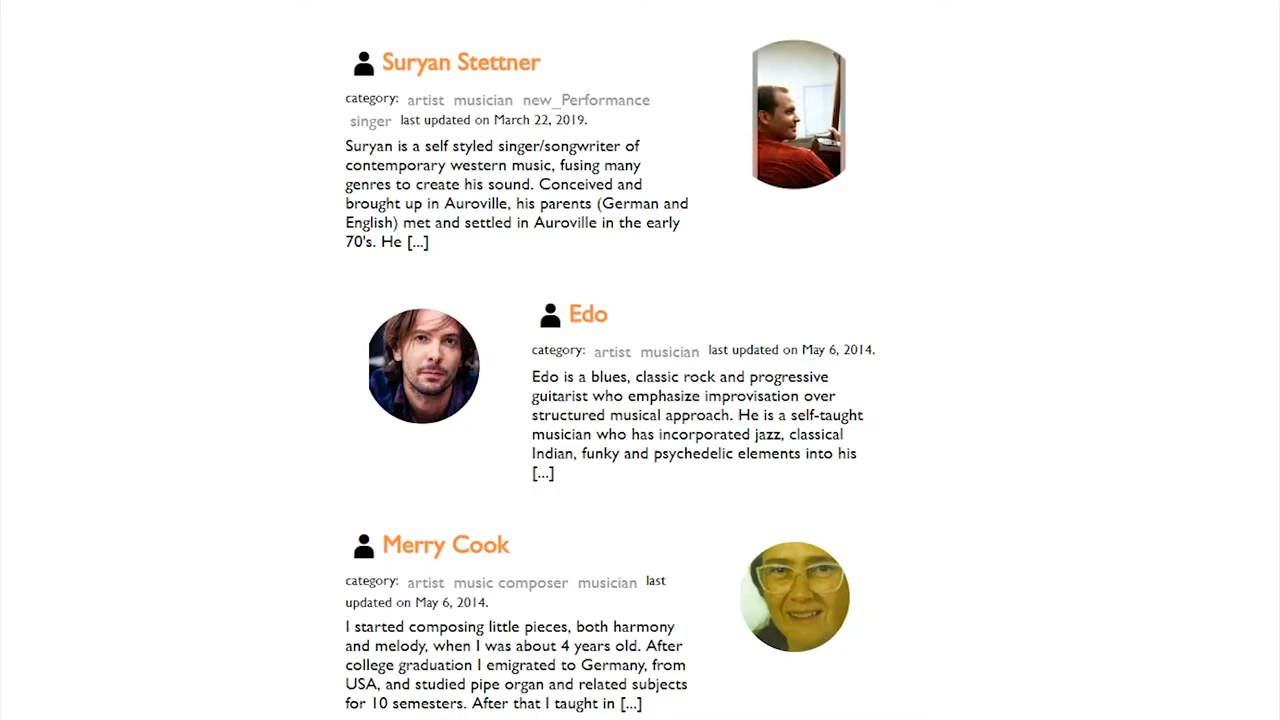 Suryan Stettner
category: artist musician new_Performance
singer last updated on March 22, 2019.
Suryan is a self styled singer/songwriter of
contemporary western music, fusing many
genres to create his sound. Conceived and
brought up in Auroville, his parents (German and
English) met and settled in Auroville in the early
70's. He [...]
Edo
category: artist musician last updated on May 6, 2014.
Edo is a blues, classic rock and progressive
guitarist who emphasize improvisation over
structured musical approach. He is a self-taught
musician who has incorporated jazz, classical
Indian, funky and psychedelic elements into his
[...]
Merry Cook
category: artist music composer musician last
updated on May 6, 2014.
I started composing little pieces, both harmony
and melody, when I was about 4 years old. After
college graduation I emigrated to Germany, from
USA, and studied pipe organ and related subjects
for 10 semesters. After that I taught in [...]